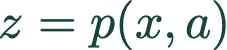 z = p(x, a)